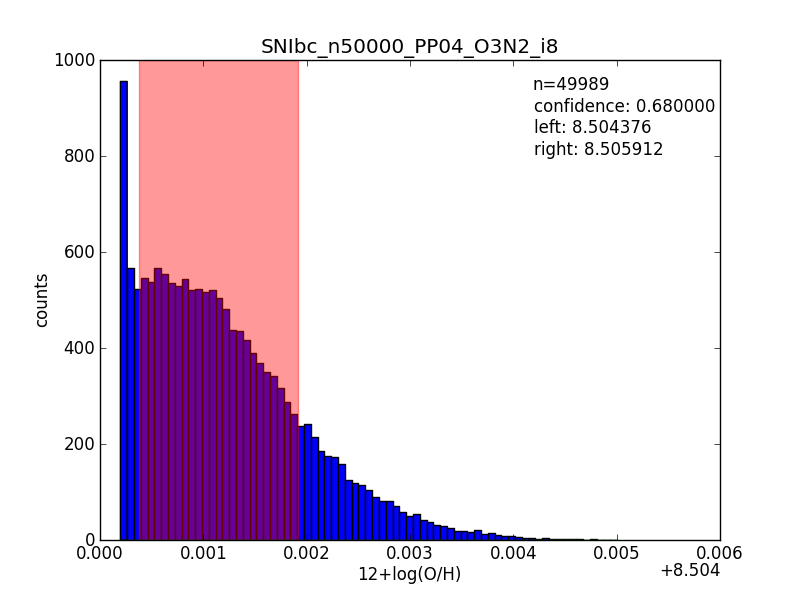 SNIbc_n50000_PP04_O3N2_i8
1000
800
600
400
200
0
counts
n=49989
confidence: 0.680000
left: 8.504376
right: 8.505912
0.000 0.001 0.002 0.003 0.004 0.005 0.006
+8.504
12+log(O/H)